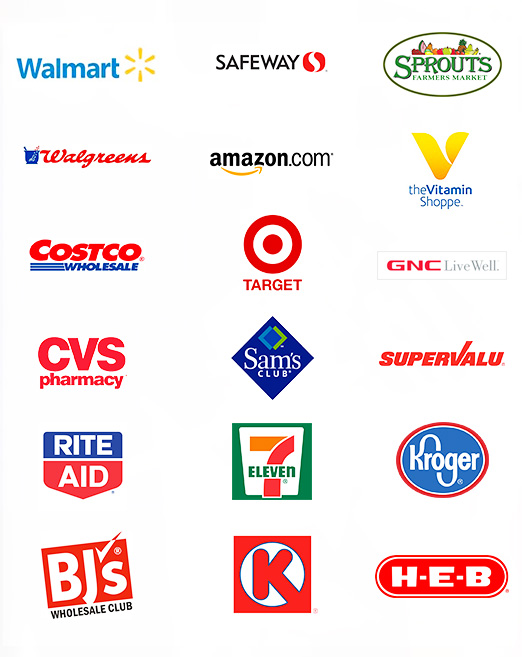 Walmart
SAFEWAY
SPROUTS
FARMERS MARKET
Walgreens
amazon.com®
theVitamin
Shoppe.
COSTCO®
WHOLESALE
TARGET
GNC LiveWell.
CVS
pharmacy
Sam's
CLUB®
SUPERVALU®
RITE
AID®
7
ELEVEN®
Kroger®
BJ's®
WHOLESALE CLUB
K®
H-E-B®